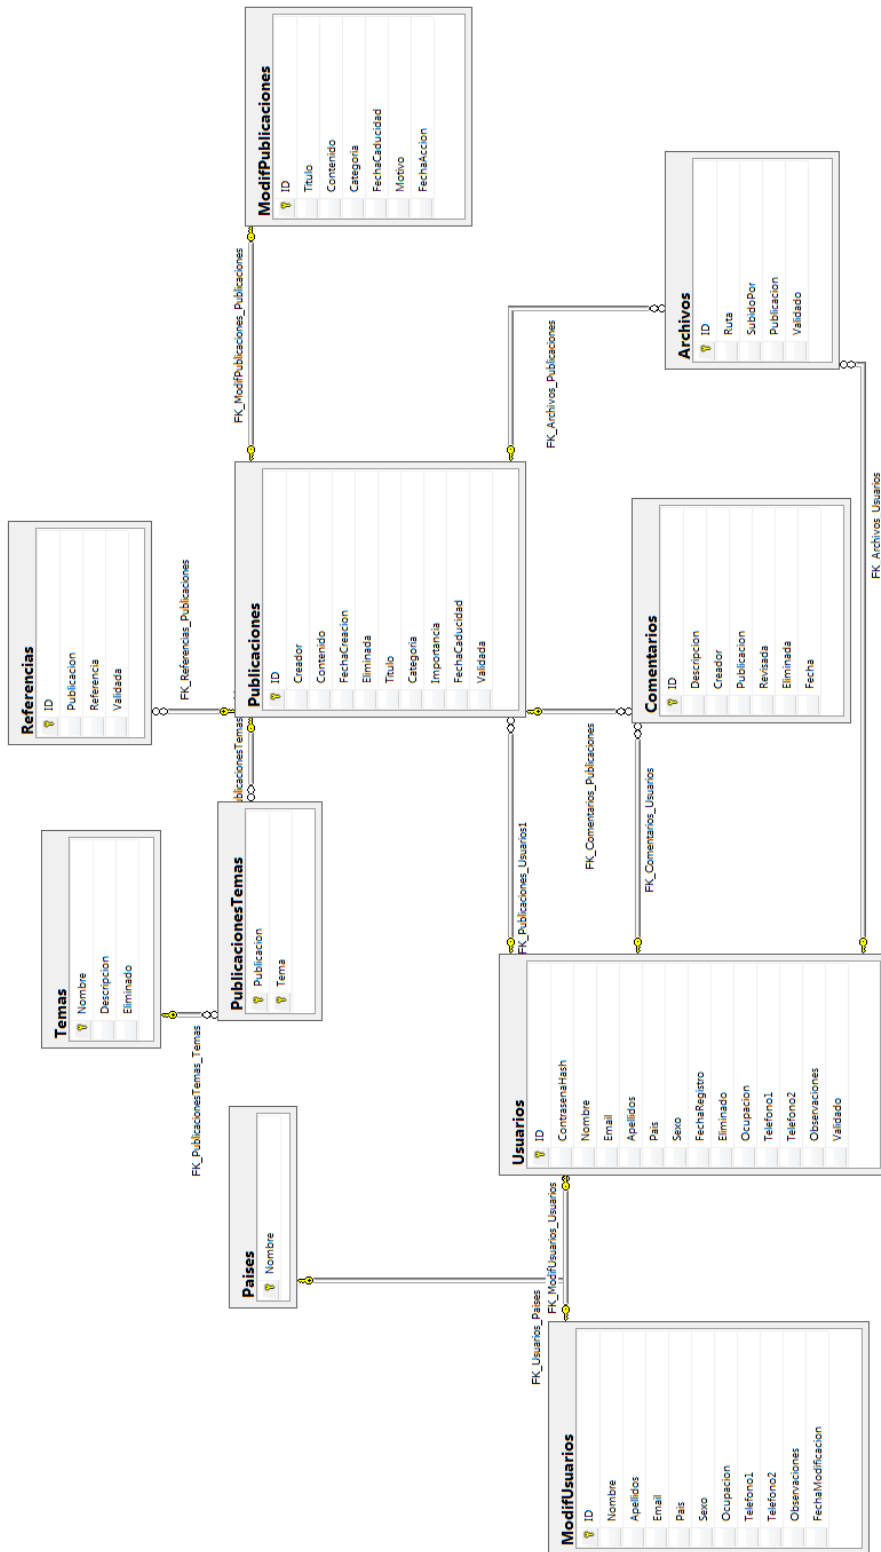 Referencias
ID
Publicacion
Referencia
Validada
Temas
Nombre
Descripcion
Eliminado
FK_Referencias_Publicaciones
FK_PublicacionesTemas_Temas
Paises
Nombre
PublicacionesTemas
Publicacion
Tema
ublicacionesTemas
Publicaciones
ID
Creador
Contenido
FechaCreacion
Eliminada
Titulo
Categoria
Importancia
FechaCaducidad
Validada
FK_ModifPublicaciones_Publicaciones
ModifPublicaciones
ID
Titulo
Contenido
Categoria
FechaCaducidad
Motivo
FechaAccion
FK_Usuarios_Paises
FK_ModifUsuarios_Usuarios
FK_Publicaciones_Usuarios1
FK_Archivos_Publicaciones
Usuarios
ID
ContrasenaHash
Nombre
Email
Apellidos
Pais
Sexo
FechaRegistro
Eliminado
Ocupacion
Telefono1
Telefono2
Observaciones
Validado
ModifUsuarios
ID
Nombre
Apellidos
Email
Pais
Sexo
Ocupacion
Telefono1
Telefono2
Observaciones
FechaModificacion
FK_Comentarios_Publicaciones
FK_Comentarios_Usuarios
Comentarios
ID
Descripcion
Creador
Publicacion
Revisada
Eliminada
Fecha
Archivos
ID
Ruta
SubidoPor
Publicacion
Validado
FK_Archivos_Usuarios